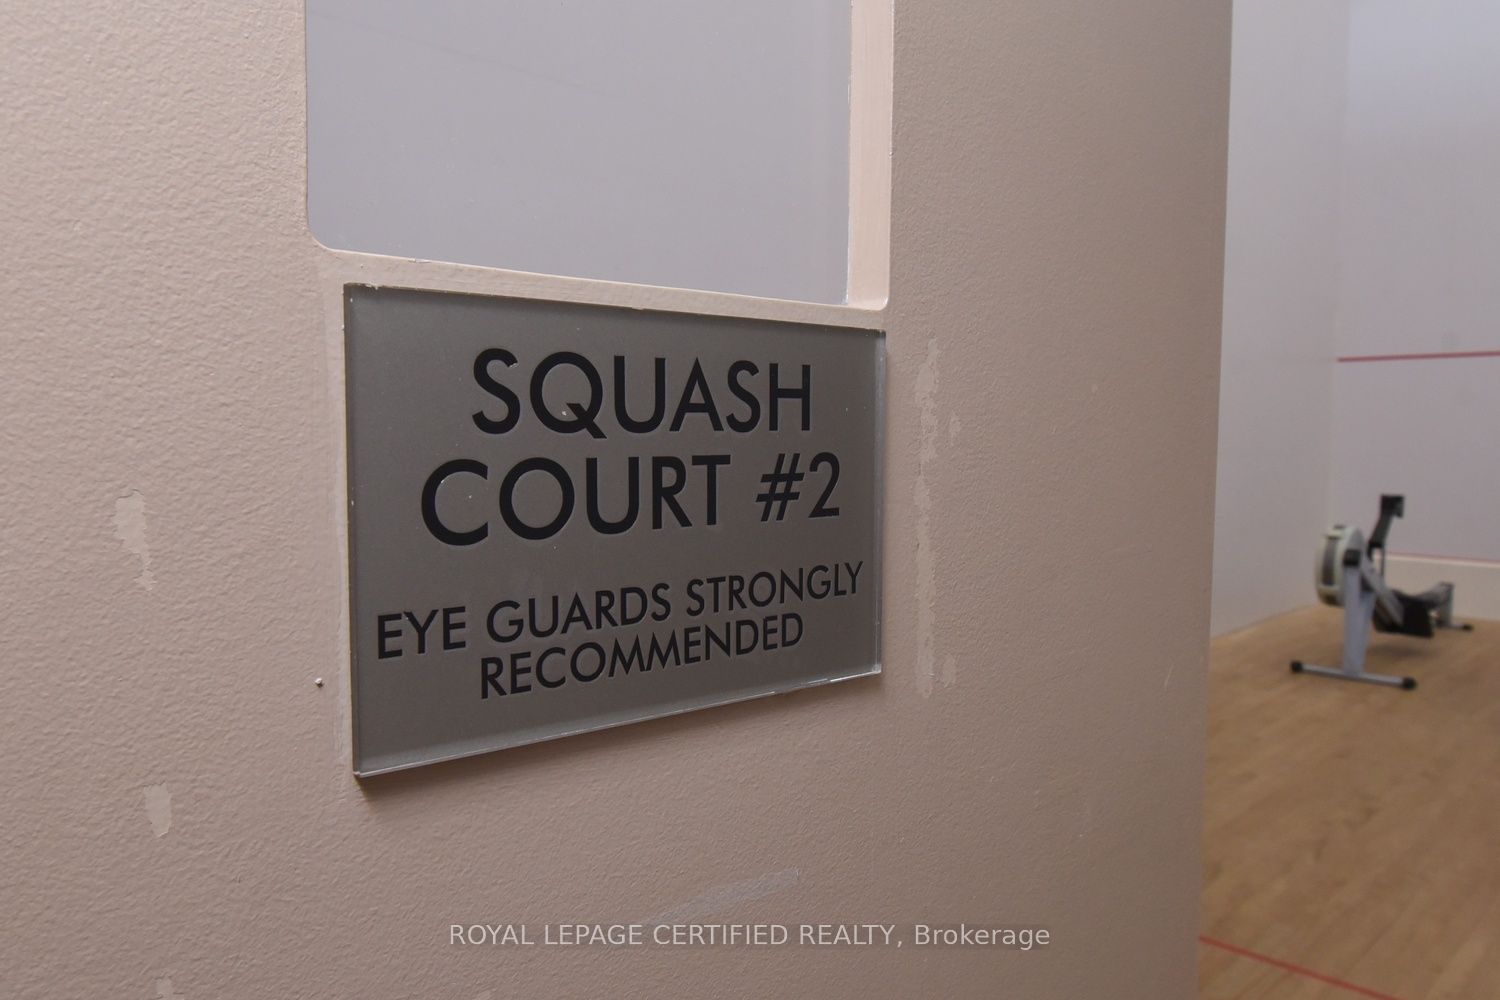 SQUASH
COURT #2
EYE GUARDS STRONGLY
RECOMMENDED
ROYAL LEPAGE CERTIFIED REALTY, Brokerage